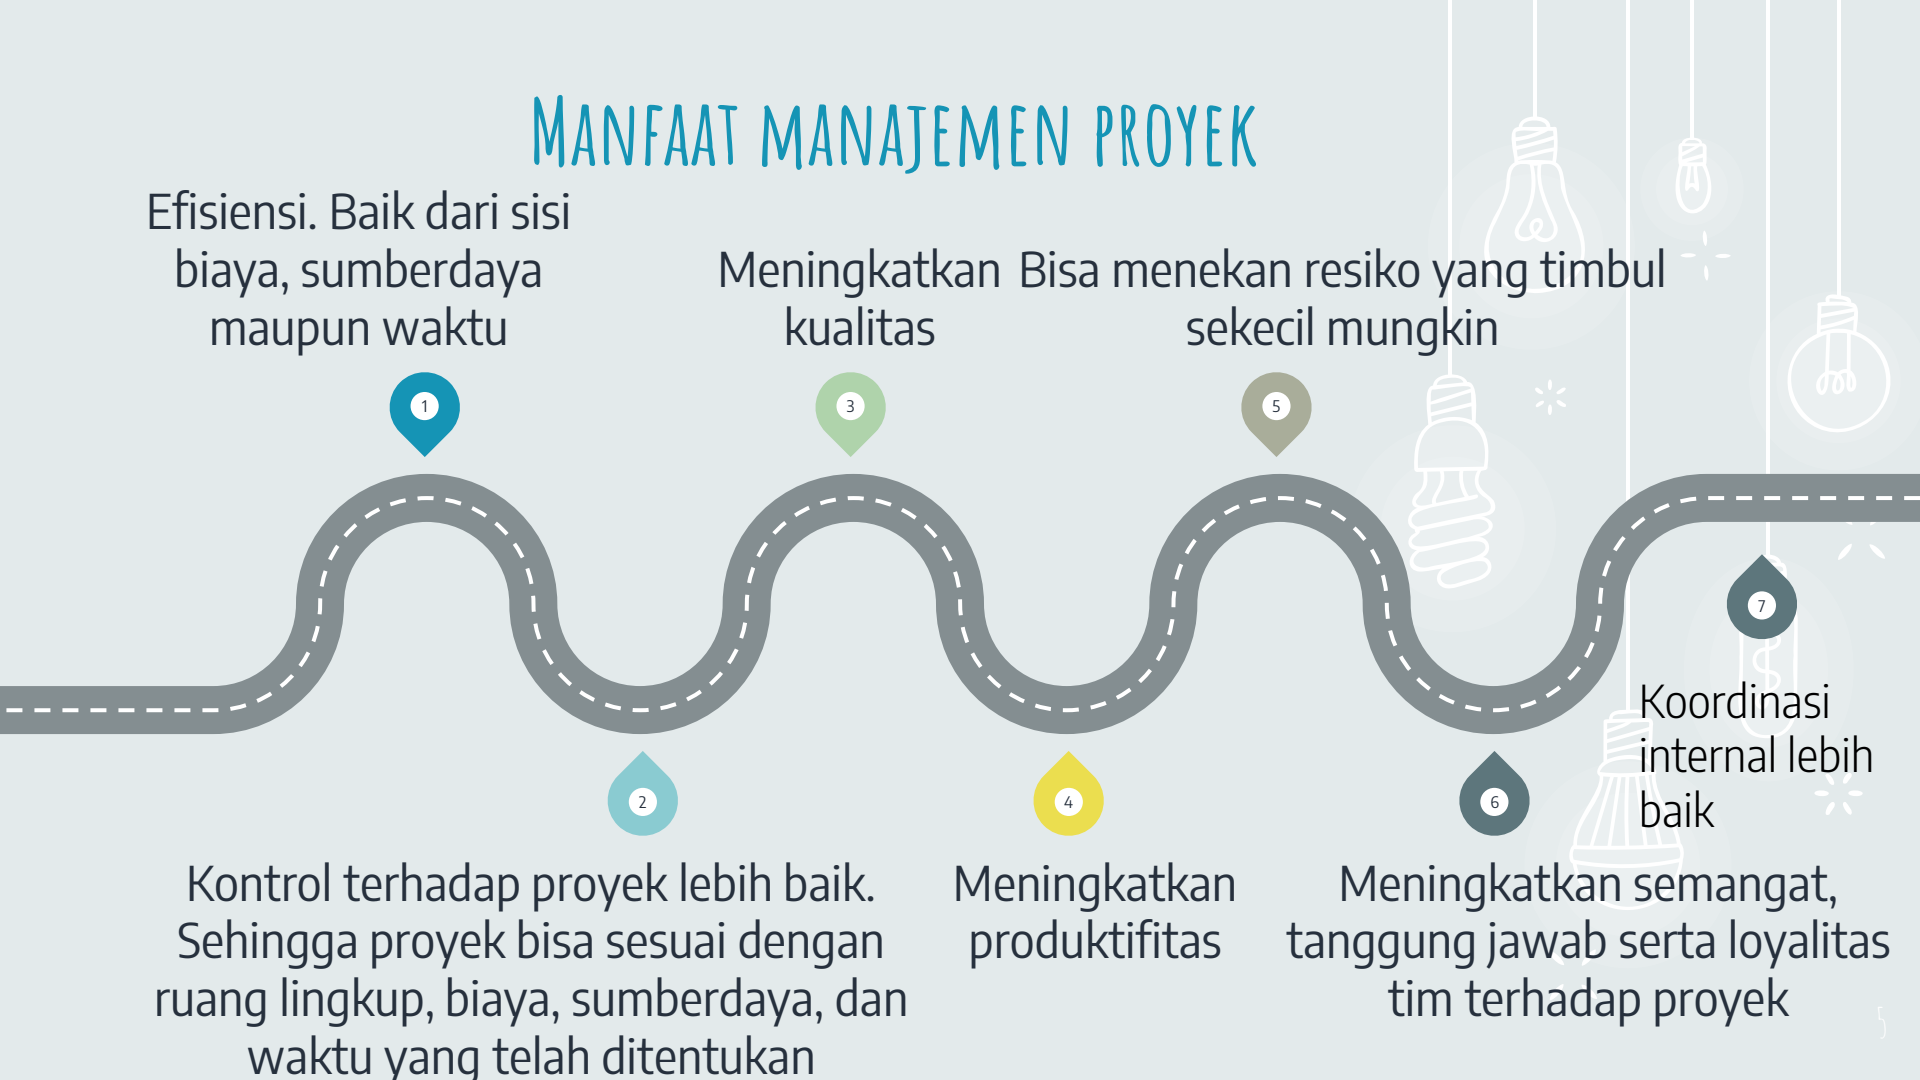 Manfaat manajemen proyek
Efisiensi. Baik dari sisi
biaya, sumberdaya
maupun waktu
1
Kontrol terhadap proyek lebih baik.
Sehingga proyek bisa sesuai dengan
ruang lingkup, biaya, sumberdaya, dan
waktu yang telah ditentukan
2
Meningkatkan
kualitas
3
Meningkatkan
produktifitas
4
Bisa menekan resiko yang timbul
sekecil mungkin
5
Meningkatkan semangat,
tanggung jawab serta loyalitas
tim terhadap proyek
6
Koordinasi
internal lebih
baik
7
5